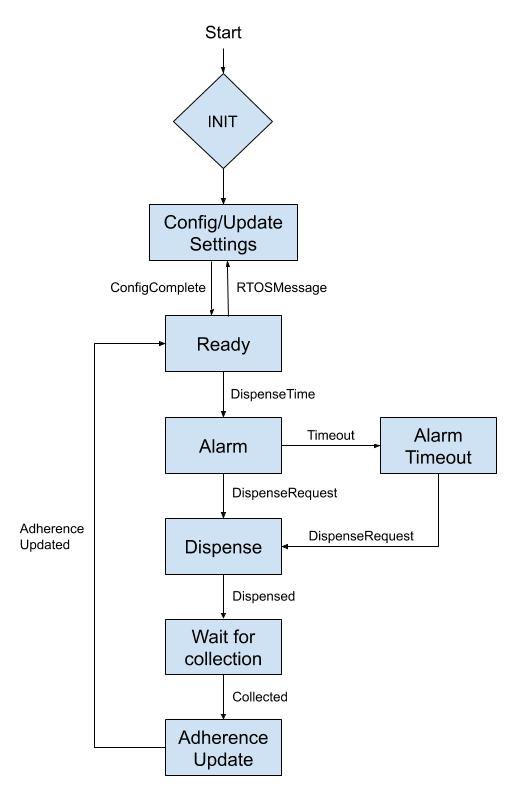 Start
INIT
Config/Update
Settings
ConfigComplete
RTOSMessage
Ready
DispenseTime
Alarm
Timeout
Alarm
Timeout
DispenseRequest
Dispense
DispenseRequest
Adherence
Updated
Dispensed
Wait for
collection
Collected
Adherence
Update